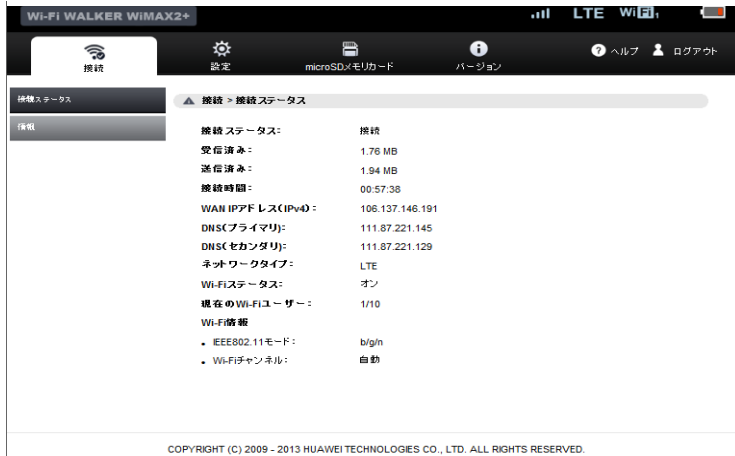 Wi-Fi WALKER WiMAX2+ LTE WiFi1
接続 設定 microSDメモリカード バージョン ヘルプ ログアウト
接続ステータス
情報
接続 > 接続ステータス
接続ステータス: 接続
受信済み: 1.76 MB
送信済み: 1.94 MB
接続時間: 00:57:38
WAN IPアドレス(IPv4): 106.137.146.191
DNS(プライマリ): 111.87.221.145
DNS(セカンダリ): 111.87.221.129
ネットワークタイプ: LTE
Wi-Fiステータス: オン
現在のWi-Fiユーザー: 1/10
Wi-Fi情報
• IEEE802.11モード: b/g/n
• Wi-Fiチャンネル: 自動
COPYRIGHT (C) 2009 - 2013 HUAWEI TECHNOLOGIES CO., LTD. ALL RIGHTS RESERVED.